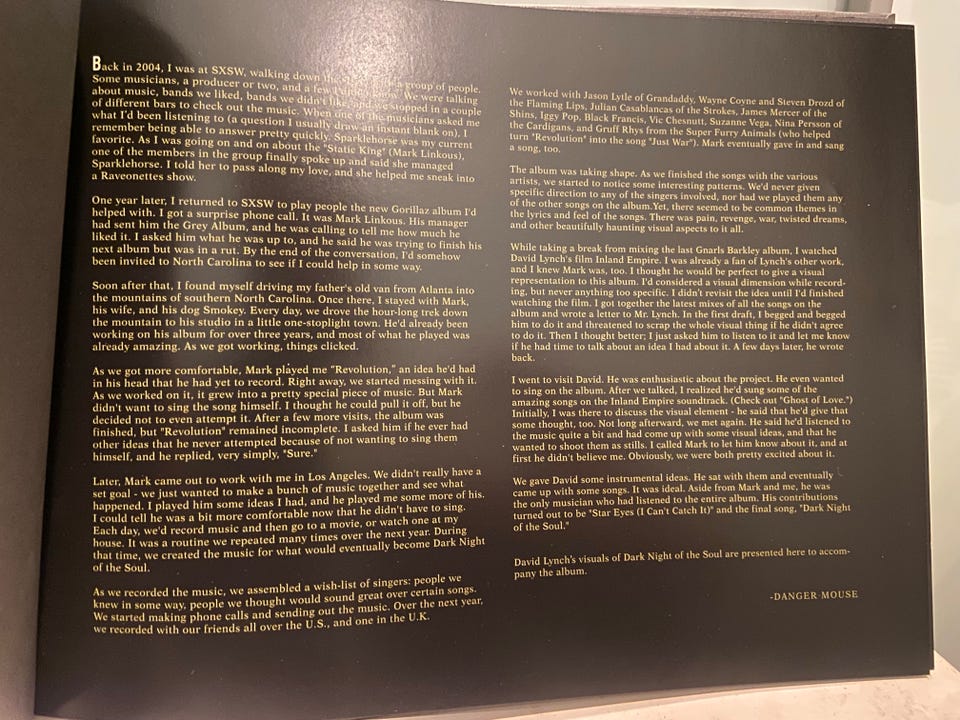 Back in 2004, I was at SXSW, walking down the group of people.
Some musicians, a producer or two, and a few I didn't know. We were talking
about music, bands we liked, bands we didn't like, and we stopped in a couple
of different bars to check out the music. When one of the musicians asked me
what I'd been listening to (a question I usually draw an instant blank on), I
remember being able to answer pretty quickly. Sparklehorse was my current
favorite. As I was going on and on about the "Static King" (Mark Linkous),
one of the members in the group finally spoke up and said she managed
Sparklehorse. I told her to pass along my love, and she helped me sneak into
a Raveonettes show.
One year later, I returned to SXSW to play people the new Gorillaz album I'd
helped with. I got a surprise phone call. It was Mark Linkous. His manager
had sent him the Grey Album, and he was calling to tell me how much he
liked it. I asked him what he was up to, and he said he was trying to finish his
next album but was in a rut. By the end of the conversation, I'd somehow
been invited to North Carolina to see if I could help in some way.
Soon after that, I found myself driving my father's old van from Atlanta into
the mountains of southern North Carolina. Once there, I stayed with Mark,
his wife, and his dog Smokey. Every day, we drove the hour-long trek down
the mountain to his studio in a little one-stoplight town. He'd already been
working on his album for over three years, and most of what he played was
already amazing. As we got working, things clicked.
As we got more comfortable, Mark played me "Revolution," an idea he'd had
in his head that he had yet to record. Right away, we started messing with it.
As we worked on it, it grew into a pretty special piece of music. But Mark
didn't want to sing the song himself. I thought he could pull it off, but he
decided not to even attempt it. After a few more visits, the album was
finished, but "Revolution" remained incomplete. I asked him if he ever had
other ideas that he never attempted because of not wanting to sing them
himself, and he replied, very simply, "Sure."
Later, Mark came out to work with me in Los Angeles. We didn't really have a
set goal - we just wanted to make a bunch of music together and see what
happened. I played him some ideas I had, and he played me some more of his.
I could tell he was a bit more comfortable now that he didn't have to sing.
Each day, we'd record music and then go to a movie, or watch one at my
house. It was a routine we repeated many times over the next year. During
that time, we created the music for what would eventually become Dark Night
of the Soul.
As we recorded the music, we assembled a wish-list of singers: people we
knew in some way, people we thought would sound great over certain songs.
We started making phone calls and sending out the music. Over the next year,
we recorded with our friends all over the U.S., and one in the U.K.
We worked with Jason Lytle of Grandaddy, Wayne Coyne and Steven Drozd of
the Flaming Lips, Julian Casablancas of the Strokes, James Mercer of the
Shins, Iggy Pop, Black Francis, Vic Chesnutt, Suzanne Vega, Nina Persson of
the Cardigans, and Gruff Rhys from the Super Furry Animals (who helped
turn "Revolution" into the song "Just War"). Mark eventually gave in and sang
a song, too.
The album was taking shape. As we finished the songs with the various
artists, we started to notice some interesting patterns. We'd never given
specific direction to any of the singers involved, nor had we played them any
of the other songs on the album.Yet, there seemed to be common themes in
the lyrics and feel of the songs. There was pain, revenge, war, twisted dreams,
and other beautifully haunting visual aspects to it all.
While taking a break from mixing the last Gnarls Barkley album, I watched
David Lynch's film Inland Empire. I was already a fan of Lynch's other work,
and I knew Mark was, too. I thought he would be perfect to give a visual
representation to this album. I'd considered a visual dimension while record-
ing, but never anything too specific. I didn't revisit the idea until I'd finished
watching the film. I got together the latest mixes of all the songs on the
album and wrote a letter to Mr. Lynch. In the first draft, I begged and begged
him to do it and threatened to scrap the whole visual thing if he didn't agree
to do it. Then I thought better; I just asked him to listen to it and let me know
if he had time to talk about an idea I had about it. A few days later, he wrote
back.
I went to visit David. He was enthusiastic about the project. He even wanted
to sing on the album. After we talked, I realized he'd sung some of the
amazing songs on the Inland Empire soundtrack. (Check out "Ghost of Love.")
Initially, I was there to discuss the visual element - he said that he'd give that
some thought, too. Not long afterward, we met again. He said he'd listened to
the music quite a bit and had come up with some visual ideas, and that he
wanted to shoot them as stills. I called Mark to let him know about it, and at
first he didn't believe me. Obviously, we were both pretty excited about it.
We gave David some instrumental ideas. He sat with them and eventually
came up with some songs. It was ideal. Aside from Mark and me, he was
the only musician who had listened to the entire album. His contributions
turned out to be "Star Eyes (I Can't Catch It)" and the final song, "Dark Night
of the Soul."
David Lynch's visuals of Dark Night of the Soul are presented here to accom-
pany the album.
-DANGER MOUSE